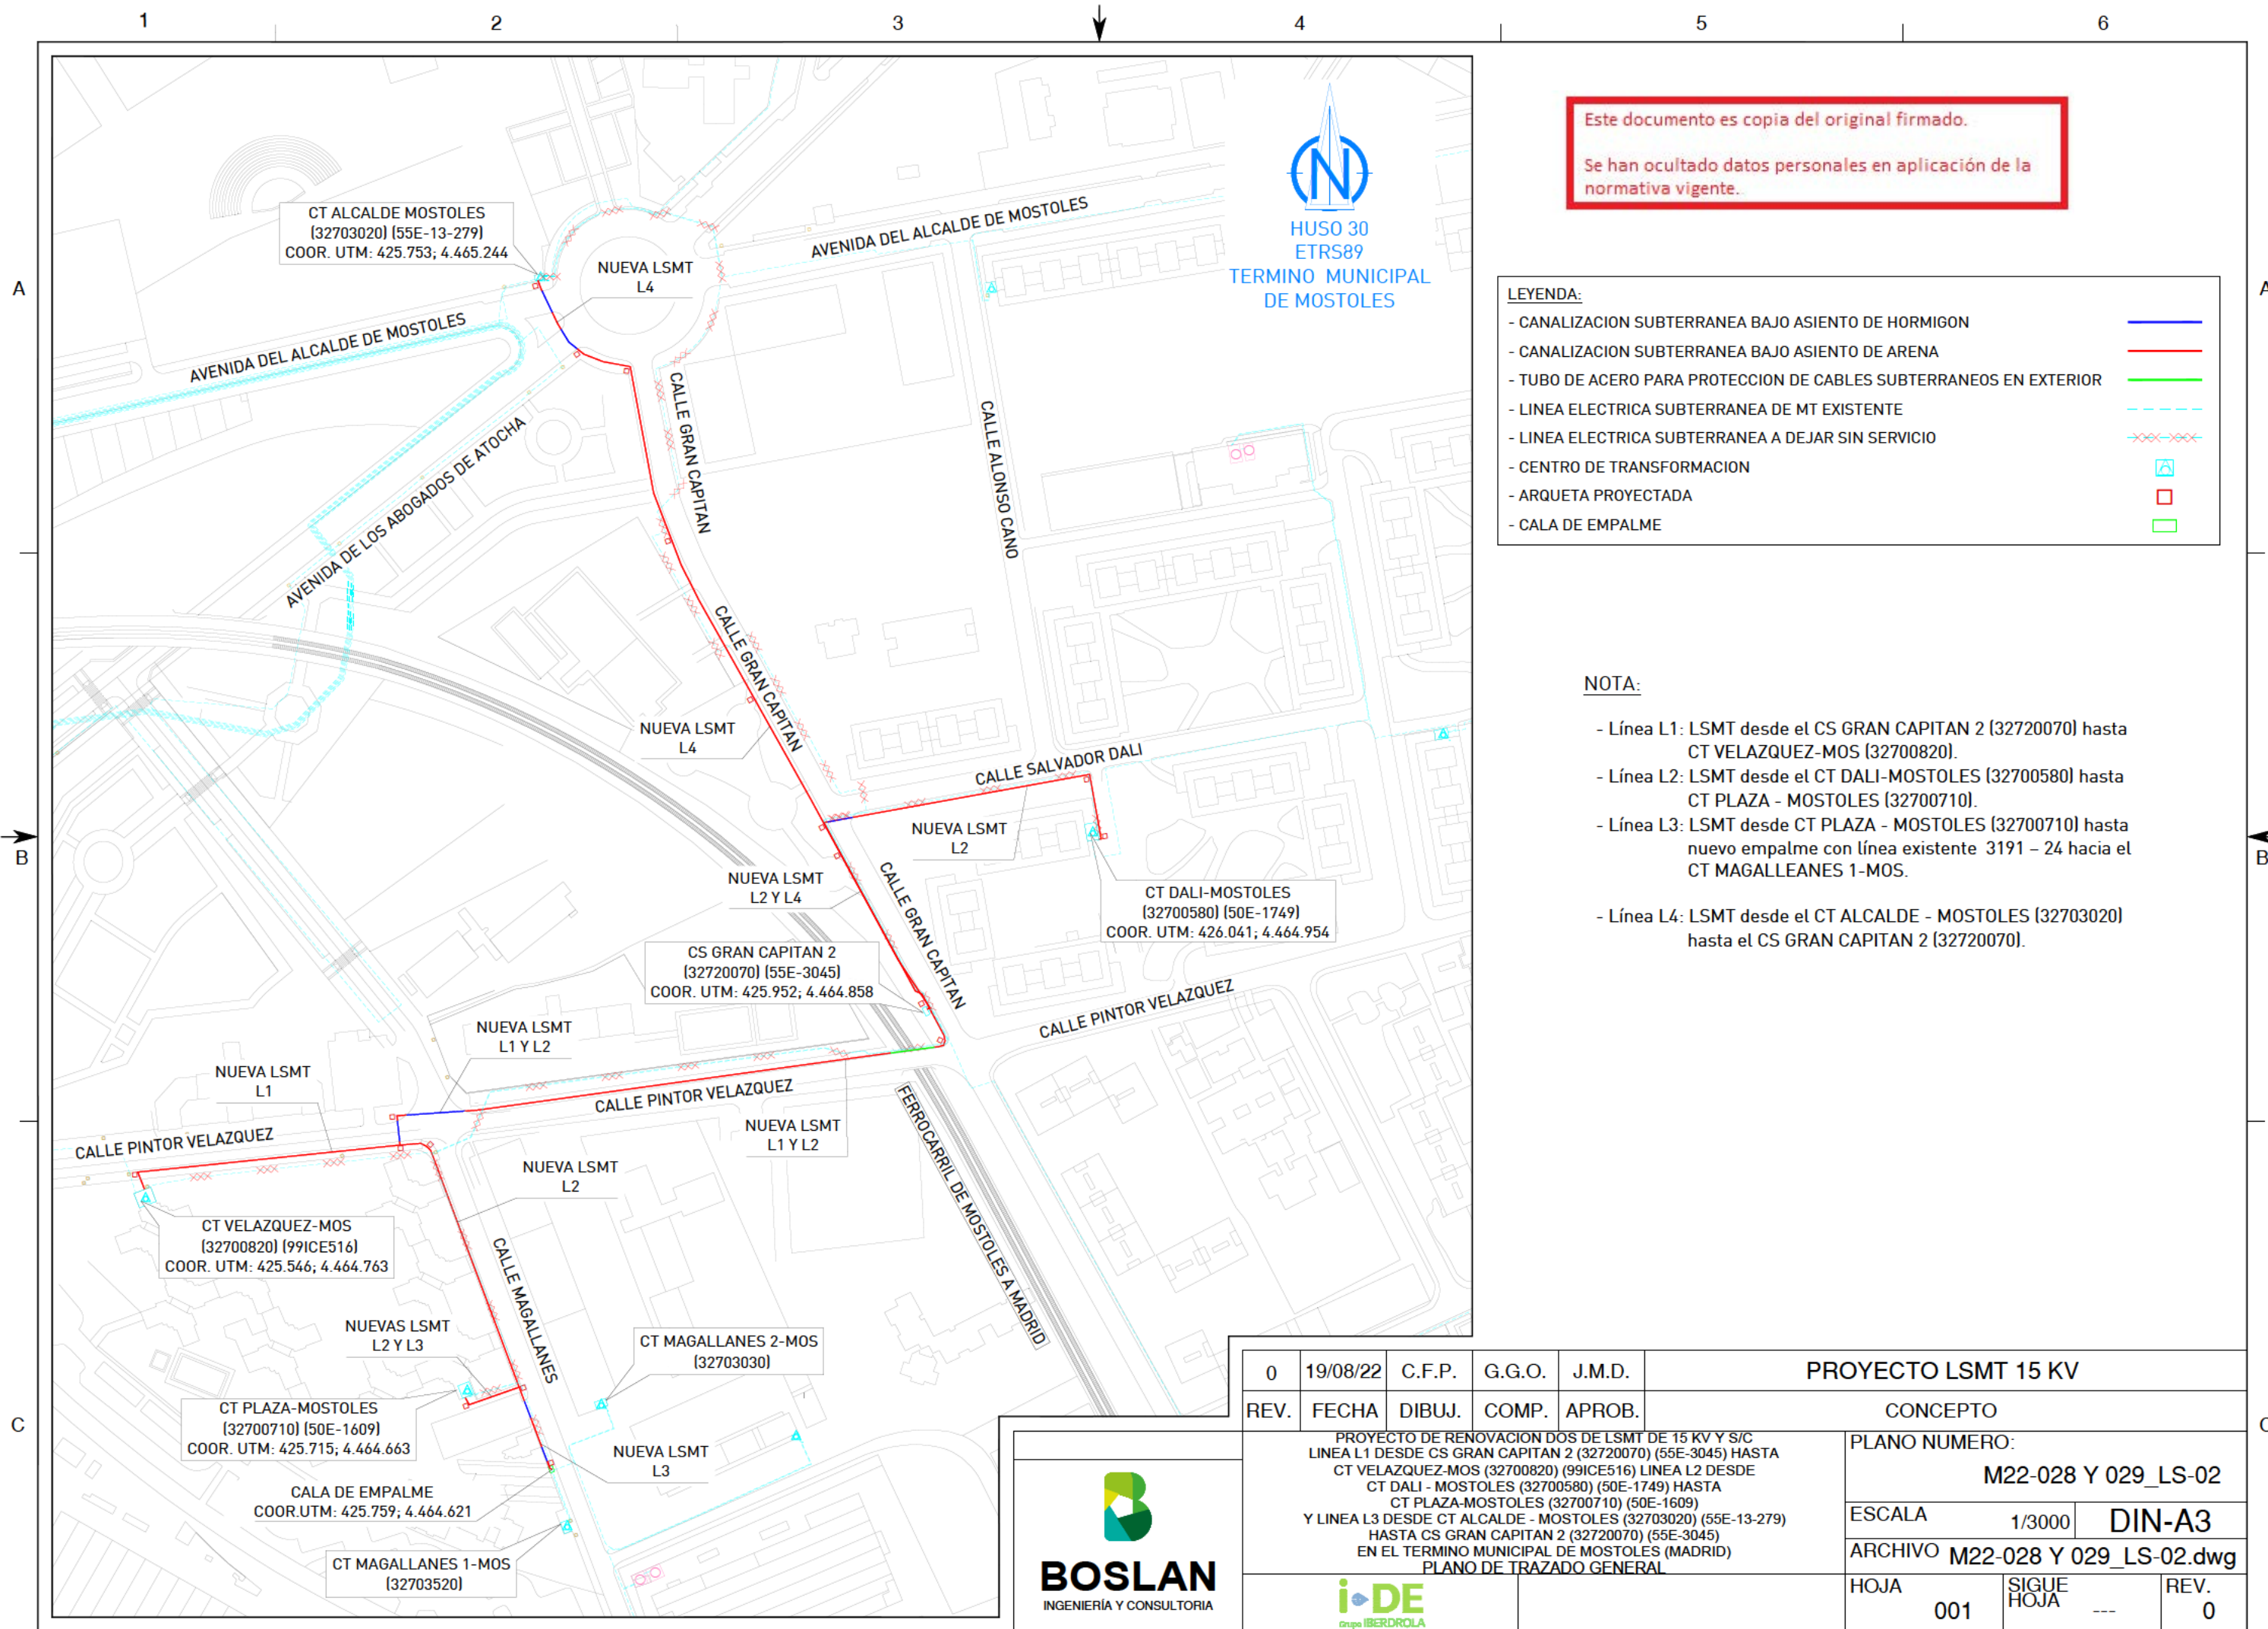 1 2 3 4 5 6
A
B
C
A
B
C
CT ALCALDE MOSTOLES
(32703020) (55E-13-279)
COOR. UTM: 425.753; 4.465.244
NUEVA LSMT
L4
AVENIDA DEL ALCALDE DE MOSTOLES
AVENIDA DEL ALCALDE DE MOSTOLES
AVENIDA DE LOS ABOGADOS DE ATOCHA
CALLE GRAN CAPITAN
CALLE ALONSO CANO
CALLE GRAN CAPITAN
NUEVA LSMT
L4
CALLE SALVADOR DALI
NUEVA LSMT
L2
NUEVA LSMT
L2 Y L4
CALLE GRAN CAPITAN
CT DALI-MOSTOLES
(32700580) (50E-1749)
COOR. UTM: 426.041; 4.464.954
CS GRAN CAPITAN 2
(32720070) (55E-3045)
COOR. UTM: 425.952; 4.464.858
CALLE PINTOR VELAZQUEZ
NUEVA LSMT
L1 Y L2
NUEVA LSMT
L1
CALLE PINTOR VELAZQUEZ
CALLE PINTOR VELAZQUEZ
NUEVA LSMT
L1 Y L2
FERROCARRIL DE MOSTOLES A MADRID
NUEVA LSMT
L2
CT VELAZQUEZ-MOS
(32700820) (99ICE516)
COOR. UTM: 425.546; 4.464.763
CALLE MAGALLANES
NUEVAS LSMT
L2 Y L3
CT MAGALLANES 2-MOS
(32703030)
CT PLAZA-MOSTOLES
(32700710) (50E-1609)
COOR. UTM: 425.715; 4.464.663
NUEVA LSMT
L3
CALA DE EMPALME
COOR.UTM: 425.759; 4.464.621
CT MAGALLANES 1-MOS
(32703520)
N
HUSO 30
ETRS89
TERMINO MUNICIPAL
DE MOSTOLES
Este documento es copia del original firmado.
Se han ocultado datos personales en aplicación de la
normativa vigente.
LEYENDA:
- CANALIZACION SUBTERRANEA BAJO ASIENTO DE HORMIGON
- CANALIZACION SUBTERRANEA BAJO ASIENTO DE ARENA
- TUBO DE ACERO PARA PROTECCION DE CABLES SUBTERRANEOS EN EXTERIOR
- LINEA ELECTRICA SUBTERRANEA DE MT EXISTENTE
- LINEA ELECTRICA SUBTERRANEA A DEJAR SIN SERVICIO
- CENTRO DE TRANSFORMACION
- ARQUETA PROYECTADA
- CALA DE EMPALME
NOTA:
- Línea L1: LSMT desde el CS GRAN CAPITAN 2 (32720070) hasta
CT VELAZQUEZ-MOS (32700820).
- Línea L2: LSMT desde el CT DALI-MOSTOLES (32700580) hasta
CT PLAZA - MOSTOLES (32700710).
- Línea L3: LSMT desde CT PLAZA - MOSTOLES (32700710) hasta
nuevo empalme con línea existente 3191 – 24 hacia el
CT MAGALLEANES 1-MOS.
- Línea L4: LSMT desde el CT ALCALDE - MOSTOLES (32703020)
hasta el CS GRAN CAPITAN 2 (32720070).
0 19/08/22 C.F.P. G.G.O. J.M.D. PROYECTO LSMT 15 KV
REV. FECHA DIBUJ. COMP. APROB. CONCEPTO
PROYECTO DE RENOVACION DOS DE LSMT DE 15 KV Y S/C
LINEA L1 DESDE CS GRAN CAPITAN 2 (32720070) (55E-3045) HASTA
CT VELAZQUEZ-MOS (32700820) (99ICE516) LINEA L2 DESDE
CT DALI - MOSTOLES (32700580) (50E-1749) HASTA
CT PLAZA-MOSTOLES (32700710) (50E-1609)
Y LINEA L3 DESDE CT ALCALDE - MOSTOLES (32703020) (55E-13-279)
HASTA CS GRAN CAPITAN 2 (32720070) (55E-3045)
EN EL TERMINO MUNICIPAL DE MOSTOLES (MADRID)
PLANO DE TRAZADO GENERAL
PLANO NUMERO:
M22-028 Y 029_LS-02
ESCALA 1/3000 DIN-A3
ARCHIVO M22-028 Y 029_LS-02.dwg
HOJA 001
SIGUE HOJA ---
REV. 0
BOSLAN
INGENIERÍA Y CONSULTORIA
i-DE
Grupo IBERDROLA